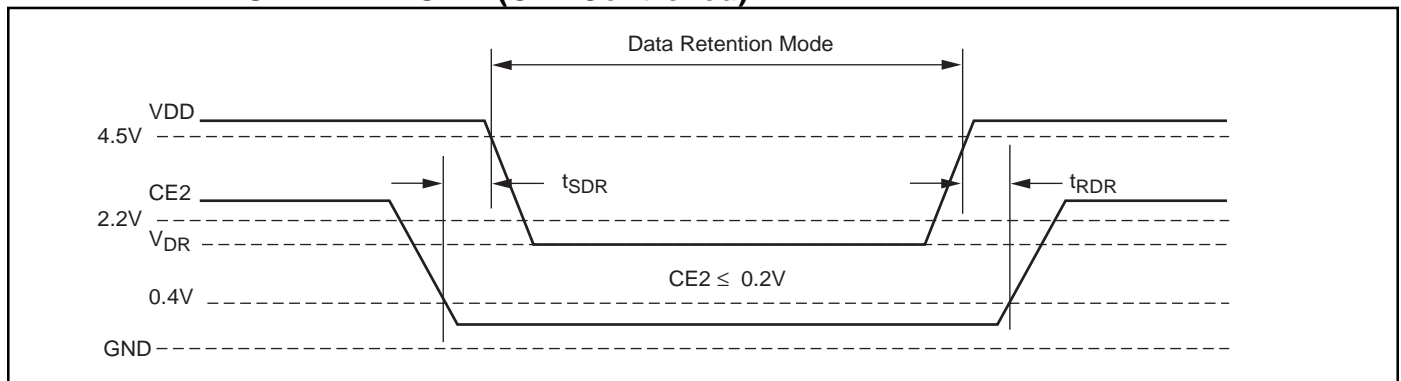 Data Retention Mode
VDD
4.5V
tSDR
tRDR
CE2
2.2V
VDR
CE2 ≤ 0.2V
0.4V
GND